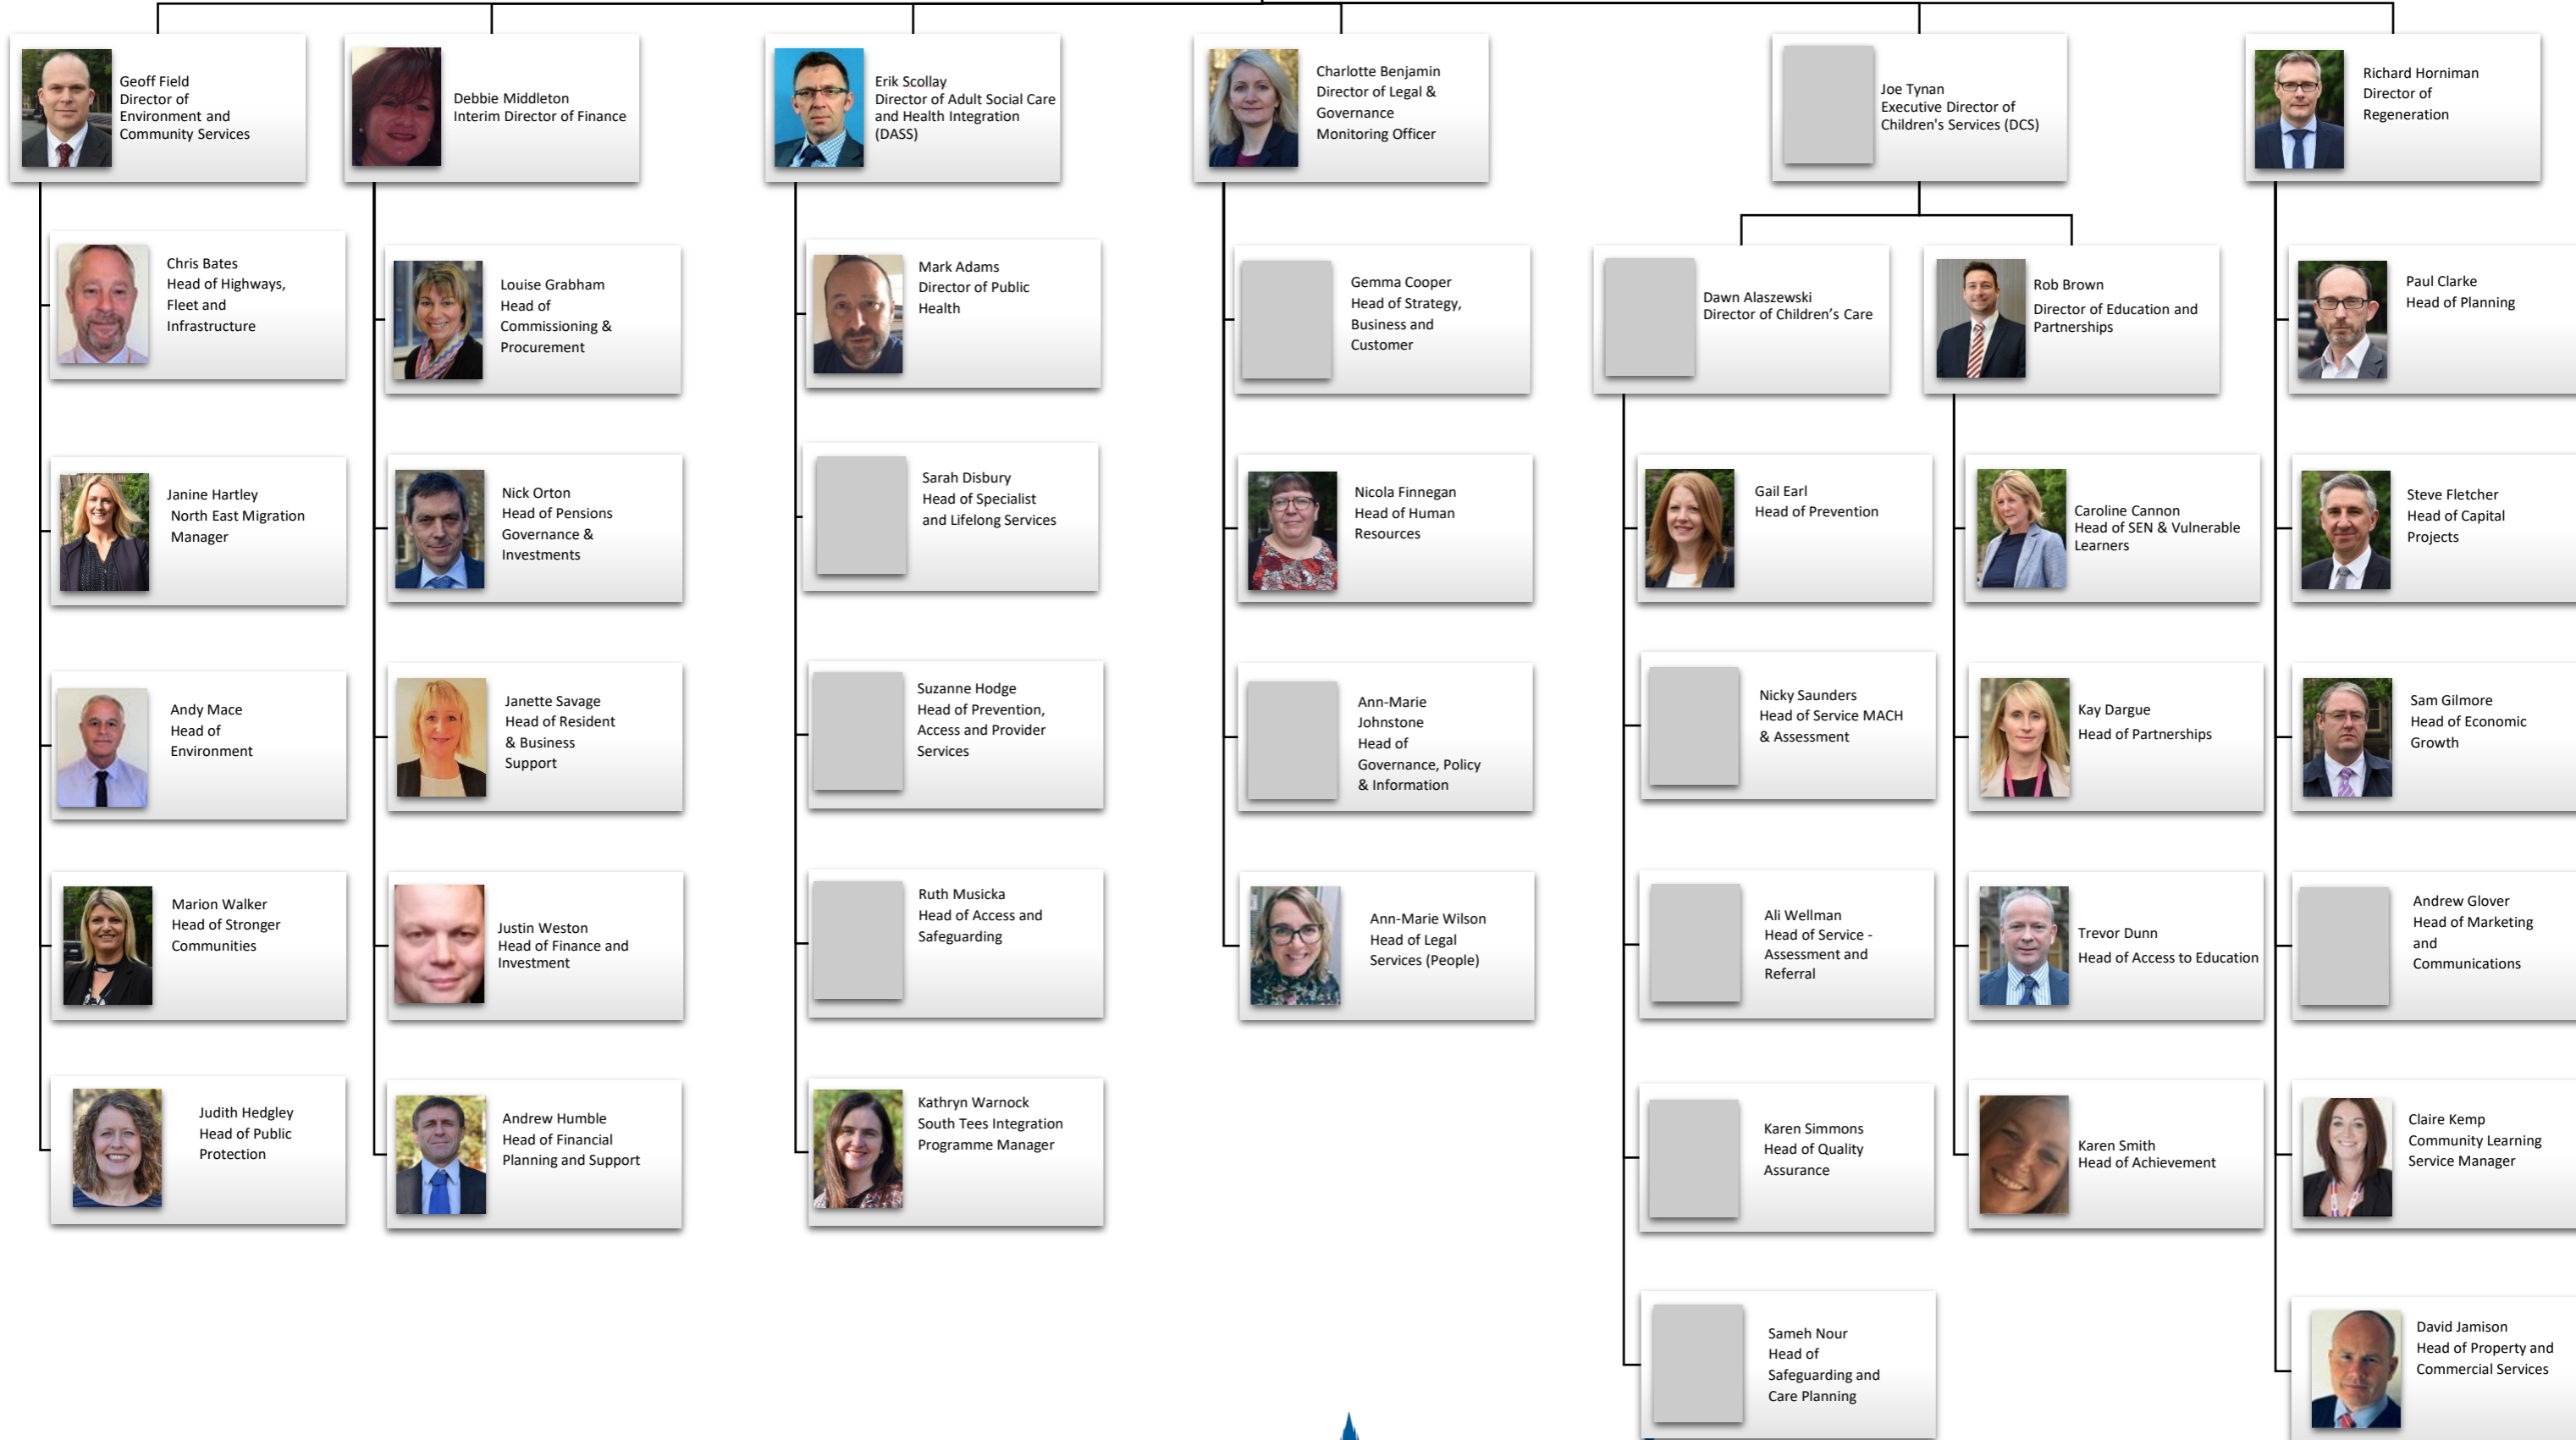 Geoff Field
Director of
Environment and
Community Services
Debbie Middleton
Interim Director of Finance
Erik Scollay
Director of Adult Social Care
and Health Integration
(DASS)
Charlotte Benjamin
Director of Legal &
Governance
Monitoring Officer
Joe Tynan
Executive Director of
Children's Services (DCS)
Richard Horniman
Director of
Regeneration
Chris Bates
Head of Highways,
Fleet and
Infrastructure
Janine Hartley
North East Migration
Manager
Andy Mace
Head of
Environment
Marion Walker
Head of Stronger
Communities
Judith Hedgley
Head of Public
Protection
Louise Grabham
Head of
Commissioning &
Procurement
Nick Orton
Head of Pensions
Governance &
Investments
Janette Savage
Head of Resident
& Business
Support
Justin Weston
Head of Finance and
Investment
Andrew Humble
Head of Financial
Planning and Support
Mark Adams
Director of Public
Health
Sarah Disbury
Head of Specialist
and Lifelong Services
Suzanne Hodge
Head of Prevention,
Access and Provider
Services
Ruth Musicka
Head of Access and
Safeguarding
Kathryn Warnock
South Tees Integration
Programme Manager
Gemma Cooper
Head of Strategy,
Business and
Customer
Nicola Finnegan
Head of Human
Resources
Ann-Marie
Johnstone
Head of
Governance, Policy
& Information
Ann-Marie Wilson
Head of Legal
Services (People)
Dawn Alaszewski
Director of Children’s Care
Gail Earl
Head of Prevention
Nicky Saunders
Head of Service MACH
& Assessment
Ali Wellman
Head of Service -
Assessment and
Referral
Karen Simmons
Head of Quality
Assurance
Sameh Nour
Head of
Safeguarding and
Care Planning
Rob Brown
Director of Education and
Partnerships
Caroline Cannon
Head of SEN & Vulnerable
Learners
Kay Dargue
Head of Partnerships
Trevor Dunn
Head of Access to Education
Karen Smith
Head of Achievement
Paul Clarke
Head of Planning
Steve Fletcher
Head of Capital
Projects
Sam Gilmore
Head of Economic
Growth
Andrew Glover
Head of Marketing
and
Communications
Claire Kemp
Community Learning
Service Manager
David Jamison
Head of Property and
Commercial Services